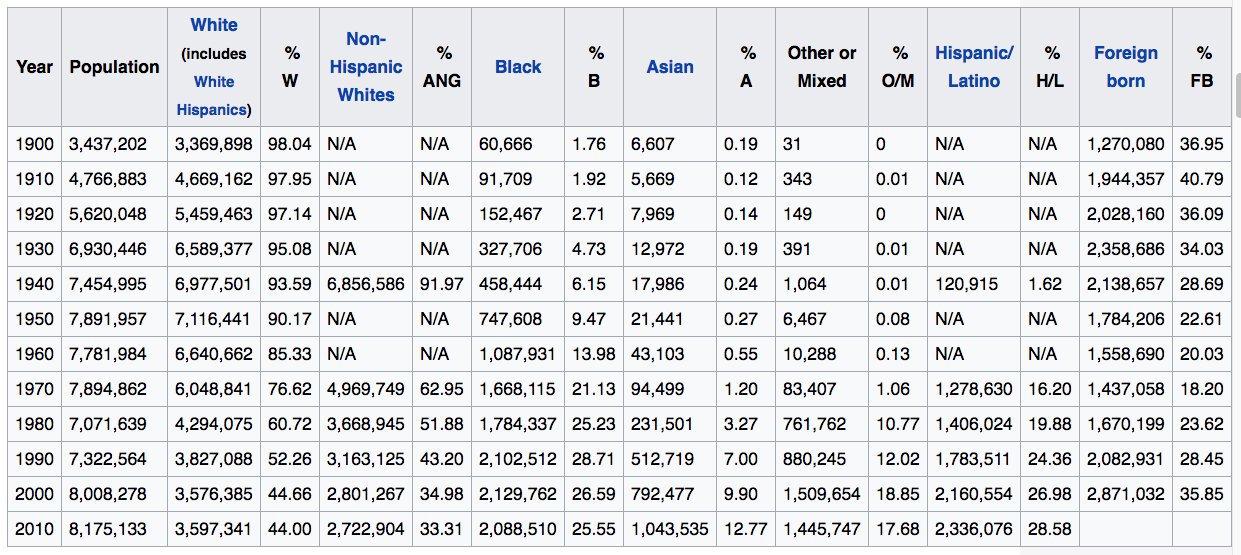 Year Population White (includes White Hispanics) % W Non-Hispanic Whites % ANG Black % B Asian % A Other or Mixed % O/M Hispanic/Latino % H/L Foreign born % FB
1900 3,437,202 3,369,898 98.04 N/A N/A 60,666 1.76 6,607 0.19 31 0 N/A N/A 1,270,080 36.95
1910 4,766,883 4,669,162 97.95 N/A N/A 91,709 1.92 5,669 0.12 343 0.01 N/A N/A 1,944,357 40.79
1920 5,620,048 5,459,463 97.14 N/A N/A 152,467 2.71 7,969 0.14 149 0 N/A N/A 2,028,160 36.09
1930 6,930,446 6,589,377 95.08 N/A N/A 327,706 4.73 12,972 0.19 391 0.01 N/A N/A 2,358,686 34.03
1940 7,454,995 6,977,501 93.59 6,856,586 91.97 458,444 6.15 17,986 0.24 1,064 0.01 120,915 1.62 2,138,657 28.69
1950 7,891,957 7,116,441 90.17 N/A N/A 747,608 9.47 21,441 0.27 6,467 0.08 N/A N/A 1,784,206 22.61
1960 7,781,984 6,640,662 85.33 N/A N/A 1,087,931 13.98 43,103 0.55 10,288 0.13 N/A N/A 1,558,690 20.03
1970 7,894,862 6,048,841 76.62 4,969,749 62.95 1,668,115 21.13 94,499 1.20 83,407 1.06 1,278,630 16.20 1,437,058 18.20
1980 7,071,639 4,294,075 60.72 3,668,945 51.88 1,784,337 25.23 231,501 3.27 761,762 10.77 1,406,024 19.88 1,670,199 23.62
1990 7,322,564 3,827,088 52.26 3,163,125 43.20 2,102,512 28.71 512,719 7.00 880,245 12.02 1,783,511 24.36 2,082,931 28.45
2000 8,008,278 3,576,385 44.66 2,801,267 34.98 2,129,762 26.59 792,477 9.90 1,509,654 18.85 2,160,554 26.98 2,871,032 35.85
2010 8,175,133 3,597,341 44.00 2,722,904 33.31 2,088,510 25.55 1,043,535 12.77 1,445,747 17.68 2,336,076 28.58